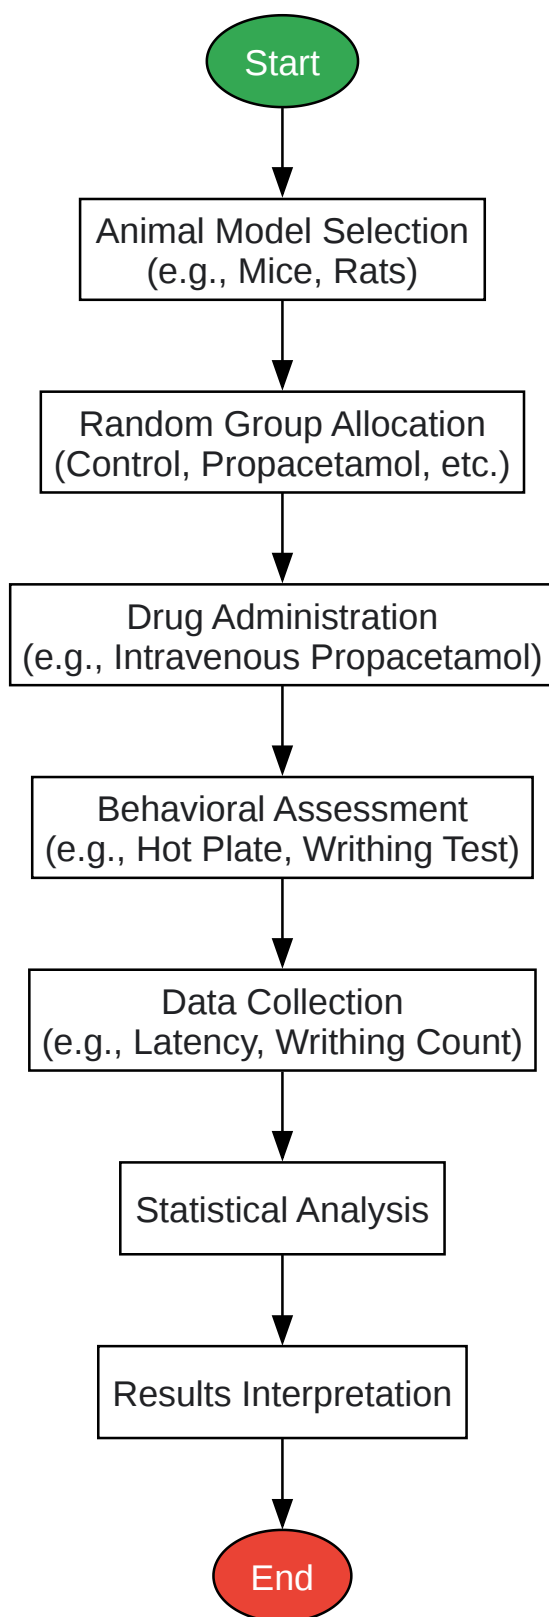 Start
Animal Model Selection
(e.g., Mice, Rats)
Random Group Allocation
(Control, Propacetamol, etc.)
Drug Administration
(e.g., Intravenous Propacetamol)
Behavioral Assessment
(e.g., Hot Plate, Writhing Test)
Data Collection
(e.g., Latency, Writhing Count)
Statistical Analysis
Results Interpretation
End